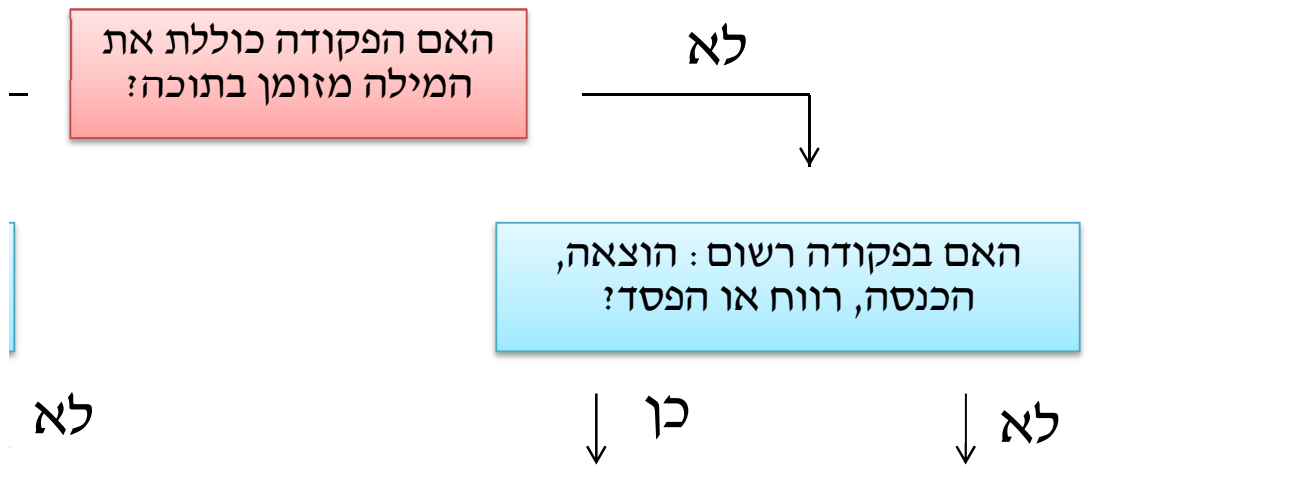 האם הפקודה כוללת את
המילה מזומן בתוכה?
לא
האם בפקודה רשום: הוצאה,
הכנסה, רווח או הפסד?
לא
כן
לא